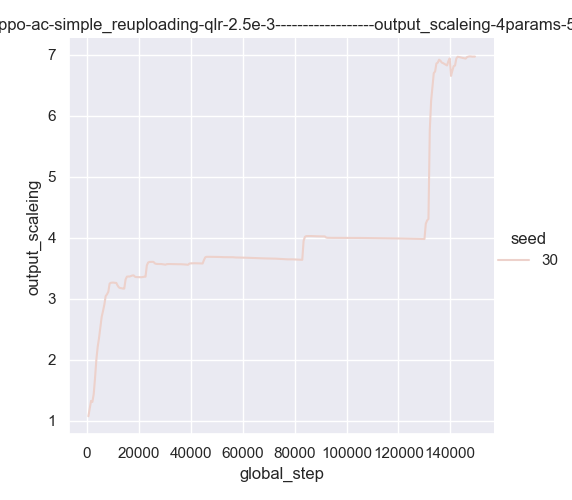 ppo-ac-simple_reuploading-qlr-2.5e-3------------------output_scaleing-4params-5
7
6
5
4
3
2
1
output_scaleing
0 20000 40000 60000 80000 100000 120000 140000
global_step
seed
30